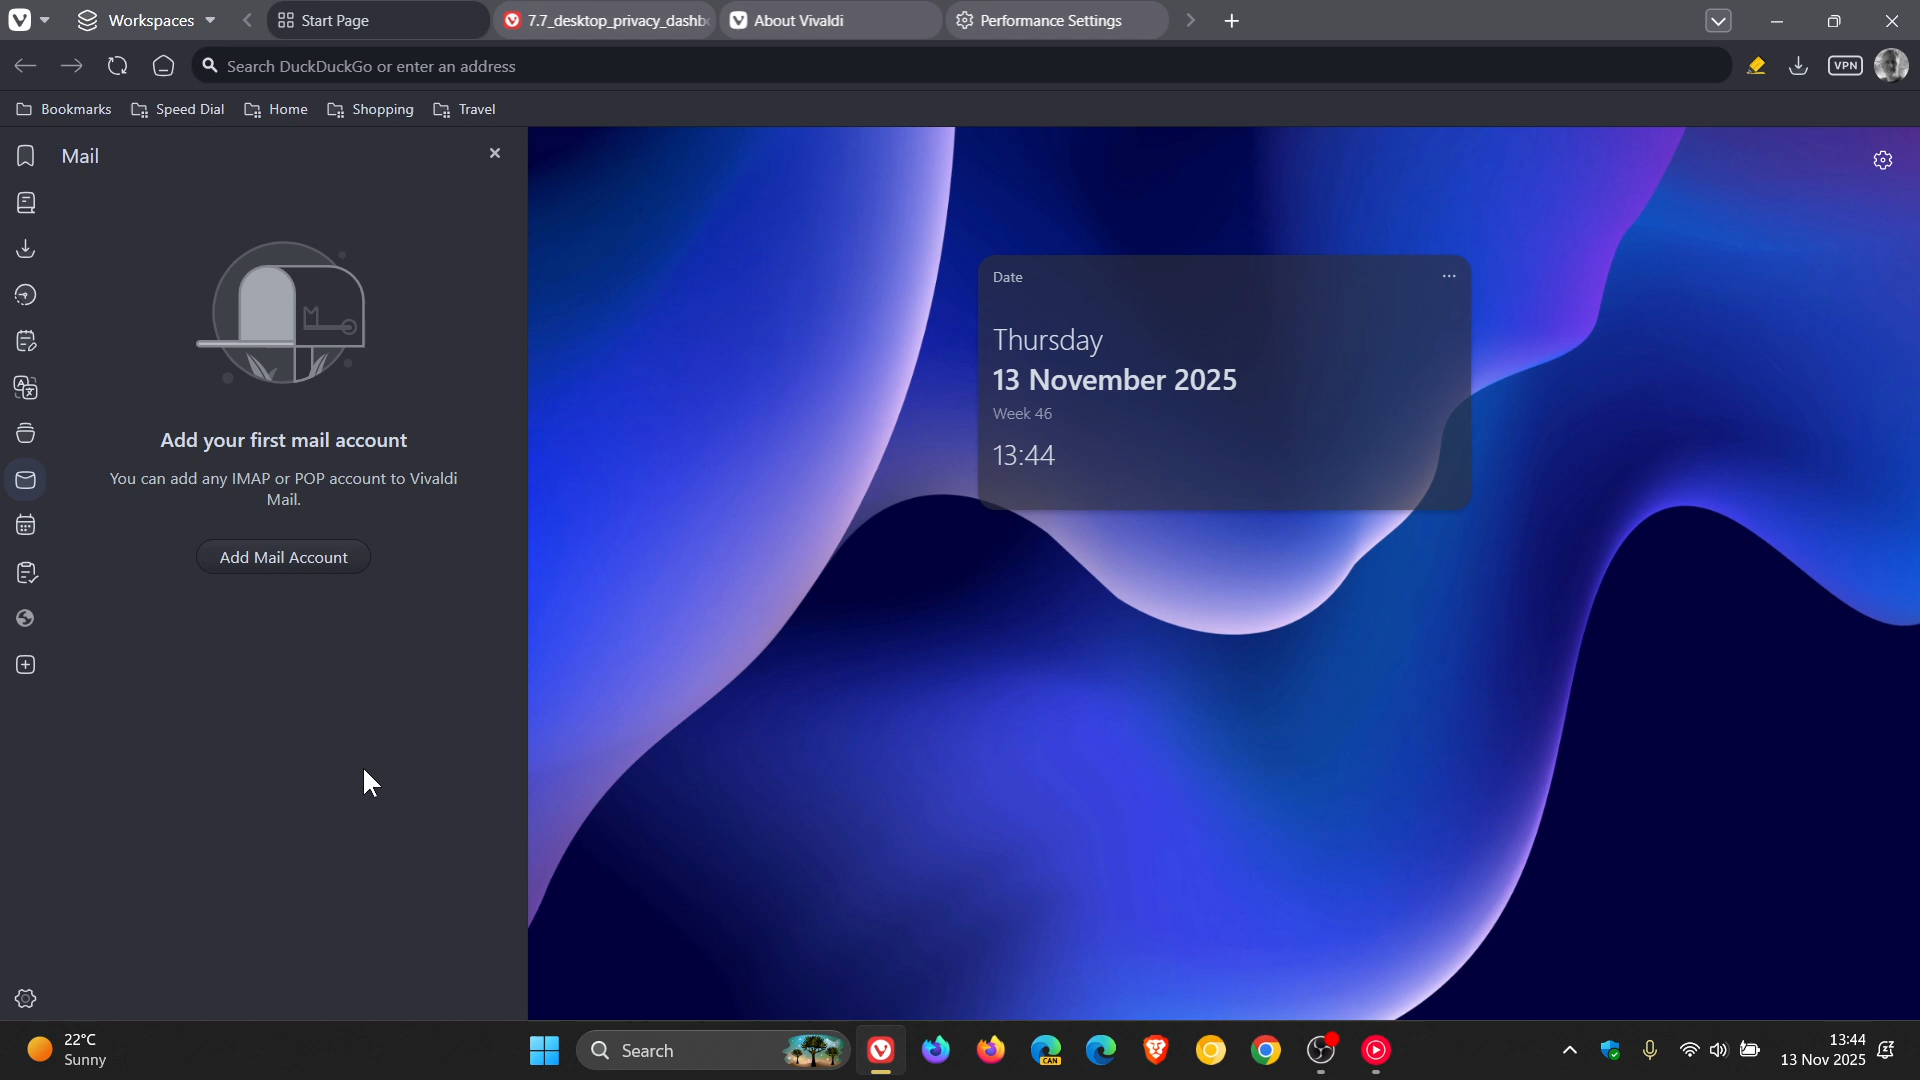 Workspaces
Start Page
7.7_desktop_privacy_dashbo
About Vivaldi
Performance Settings
Search DuckDuckGo or enter an address
VPN
Bookmarks
Speed Dial
Home
Shopping
Travel
Mail
Add your first mail account
You can add any IMAP or POP account to Vivaldi
Mail.
Add Mail Account
Date
Thursday
13 November 2025
Week 46
13:44
22°C
Sunny
Search
CAN
13:44
13 Nov 2025